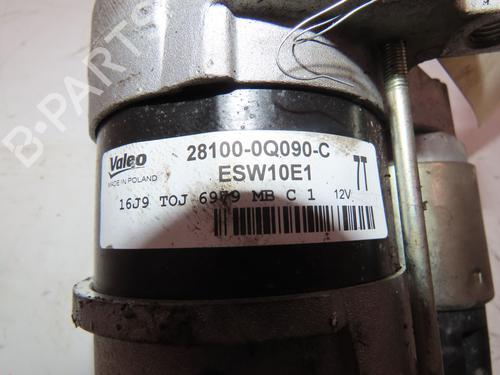 B-PARTS
Valeo
MADE IN POLAND
28100-0Q090-C
ESW10E1
7T
16J9 TOJ 6979 MB C 1 12V